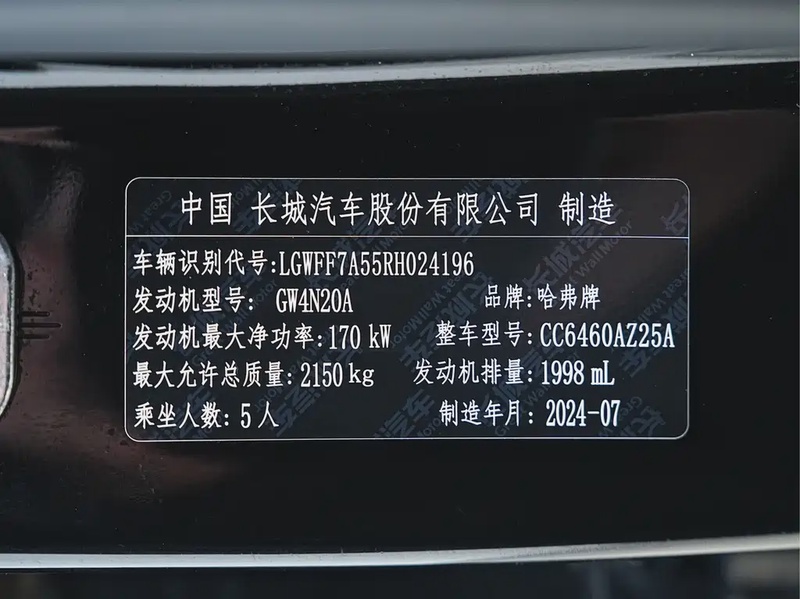 中国 长城汽车股份有限公司 制造
车辆识别代号:LGWFF7A55RH024196
发动机型号: GW4N20A 品牌:哈弗牌
发动机最大净功率:170 kW 整车型号:CC6460AZ25A
最大允许总质量:2150kg 发动机排量:1998 mL
乘坐人数:5人 制造年月:2024-07